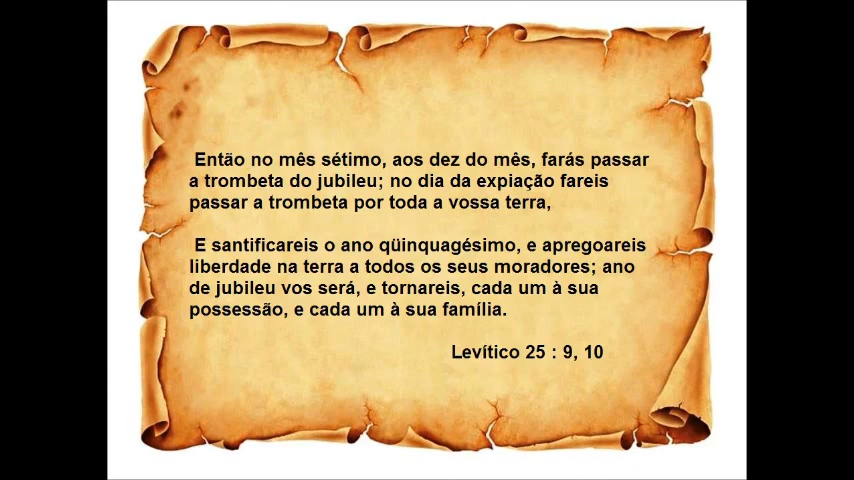 Então no mês sétimo, aos dez do mês, farás passar
a trombeta do jubileu; no dia da expiação fareis
passar a trombeta por toda a vossa terra,
E santificareis o ano qüinquagésimo, e apregoareis
liberdade na terra a todos os seus moradores; ano
de jubileu vos será, e tornareis, cada um à sua
possessão, e cada um à sua família.
Levítico 25 : 9, 10